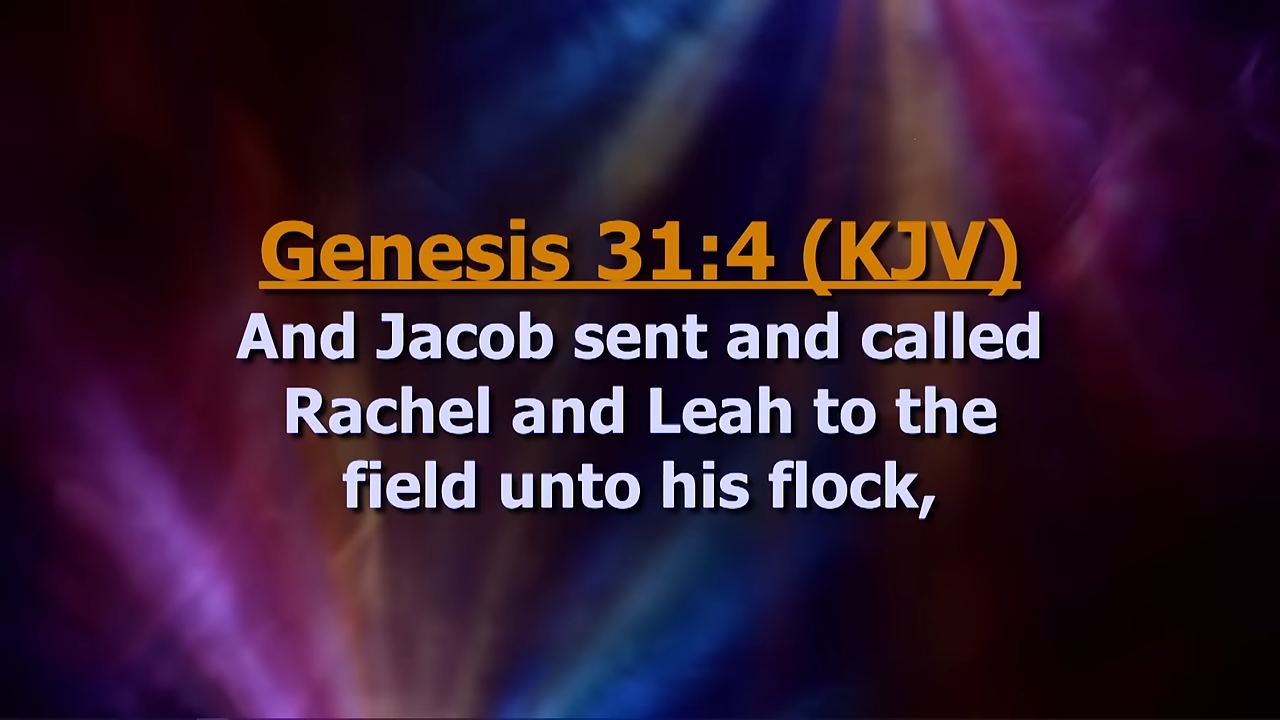 Genesis 31:4 (KJV)
And Jacob sent and called
Rachel and Leah to the
field unto his flock,